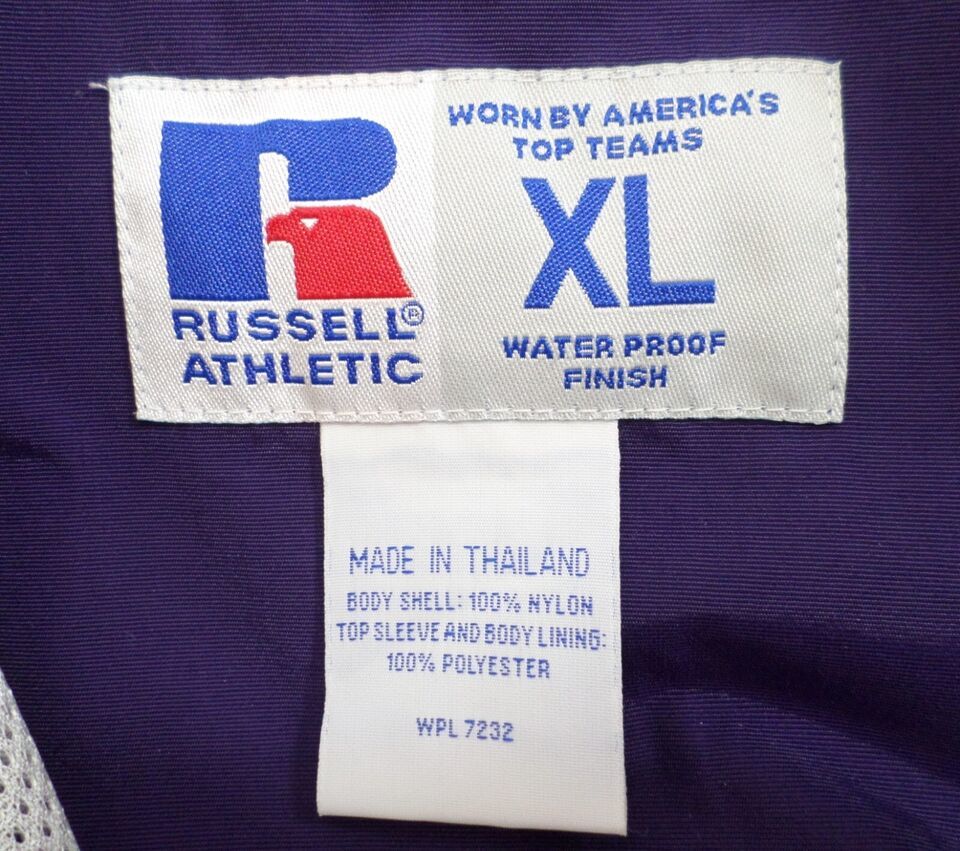 WORN BY AMERICA'S
TOP TEAMS
XL
WATER PROOF
FINISH
R
RUSSELL®
ATHLETIC
MADE IN THAILAND
BODY SHELL: 100% NYLON
TOP SLEEVE AND BODY LINING:
100% POLYESTER
WPL 7232